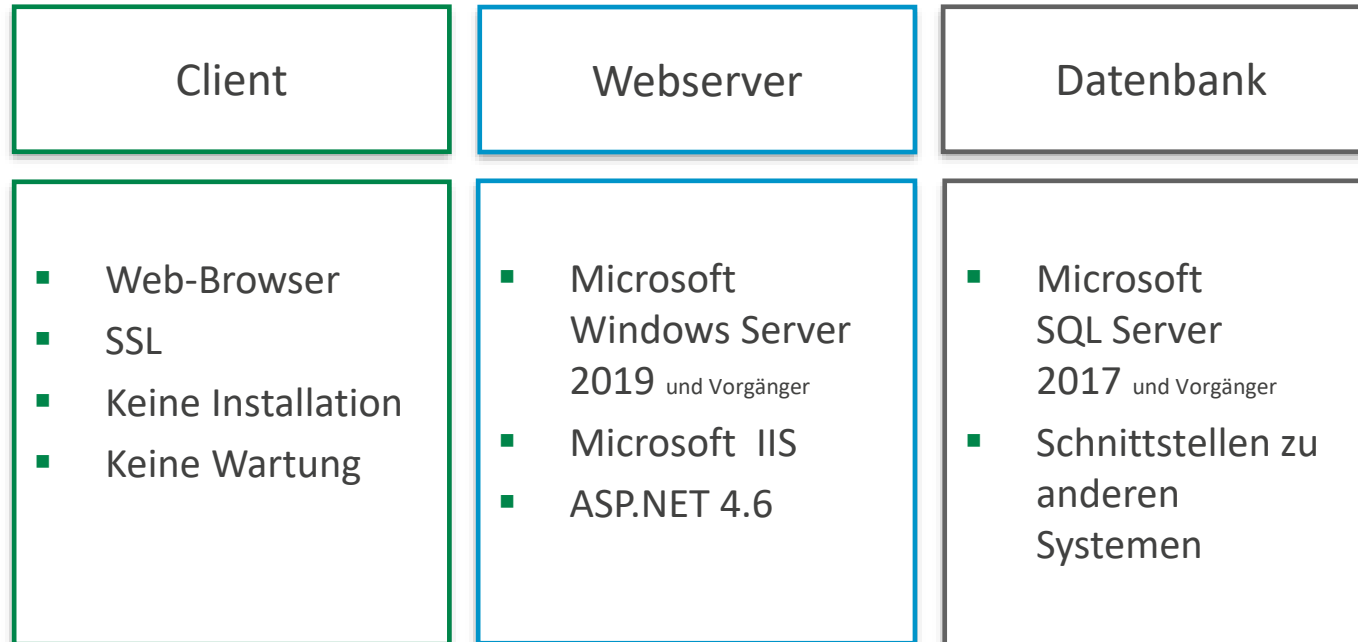 Client
Webserver
Datenbank
Web-Browser
SSL
Keine Installation
Keine Wartung
Microsoft
Windows Server
2019 und Vorgänger
Microsoft IIS
ASP.NET 4.6
Microsoft
SQL Server
2017 und Vorgänger
Schnittstellen zu
anderen
Systemen